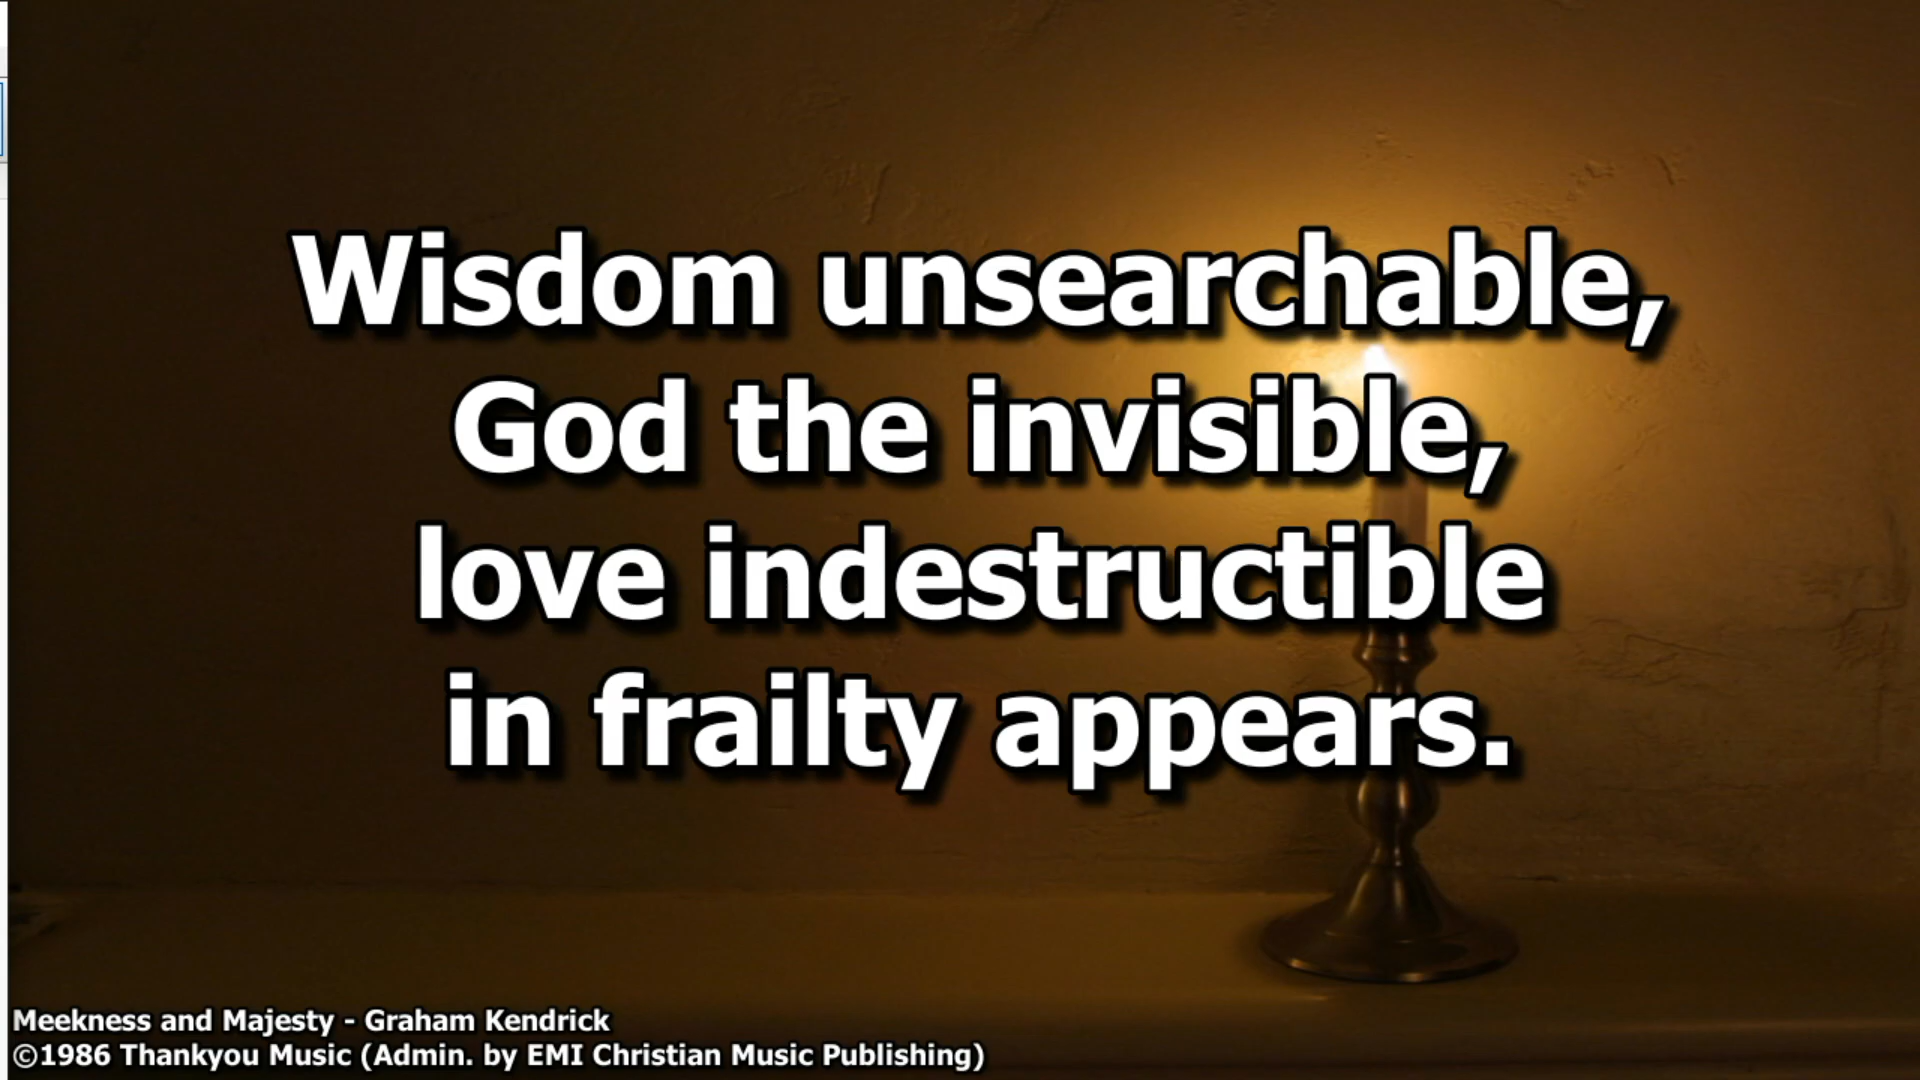 Wisdom unsearchable,
God the invisible,
love indestructible
in frailty appears.
Meekness and Majesty - Graham Kendrick
©1986 Thankyou Music (Admin. by EMI Christian Music Publishing)